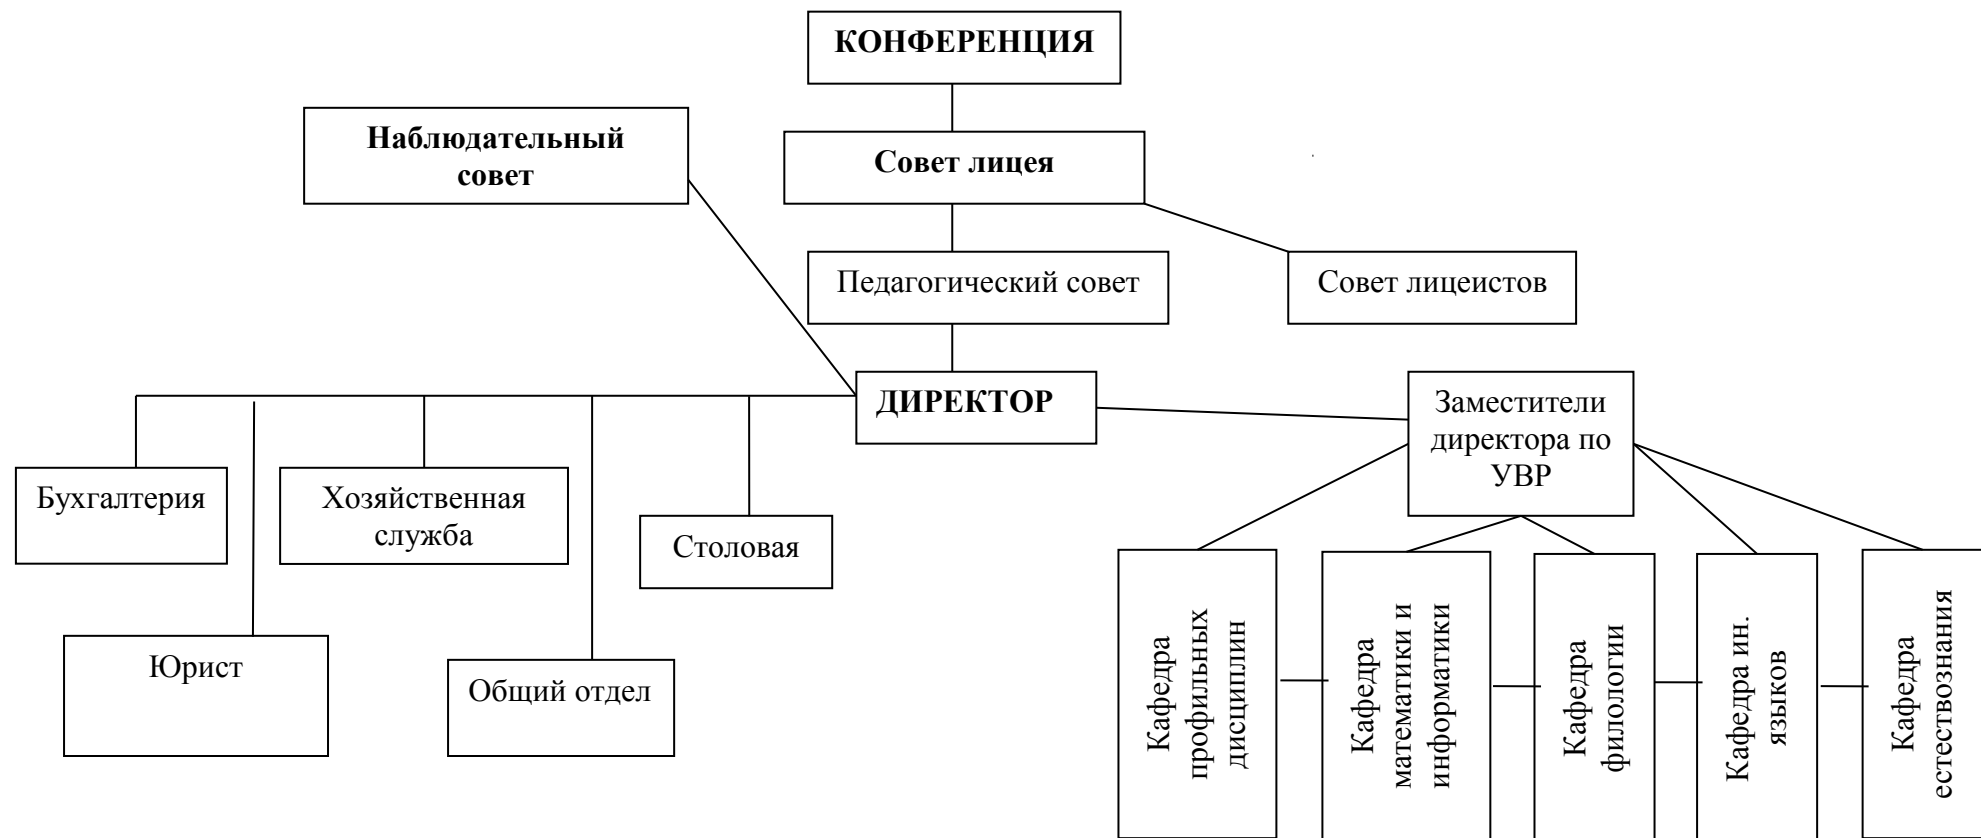 КОНФЕРЕНЦИЯ
Наблюдательный
совет
Совет лицея
Педагогический совет
Совет лицеистов
ДИРЕКТОР
Заместители
директора по
УВР
Бухгалтерия
Хозяйственная
служба
Столовая
Юрист
Общий отдел
Кафедра
профильных
дисциплин
Кафедра
математики и
информатики
Кафедра
филологии
Кафедра ин.
языков
Кафедра
естествознания